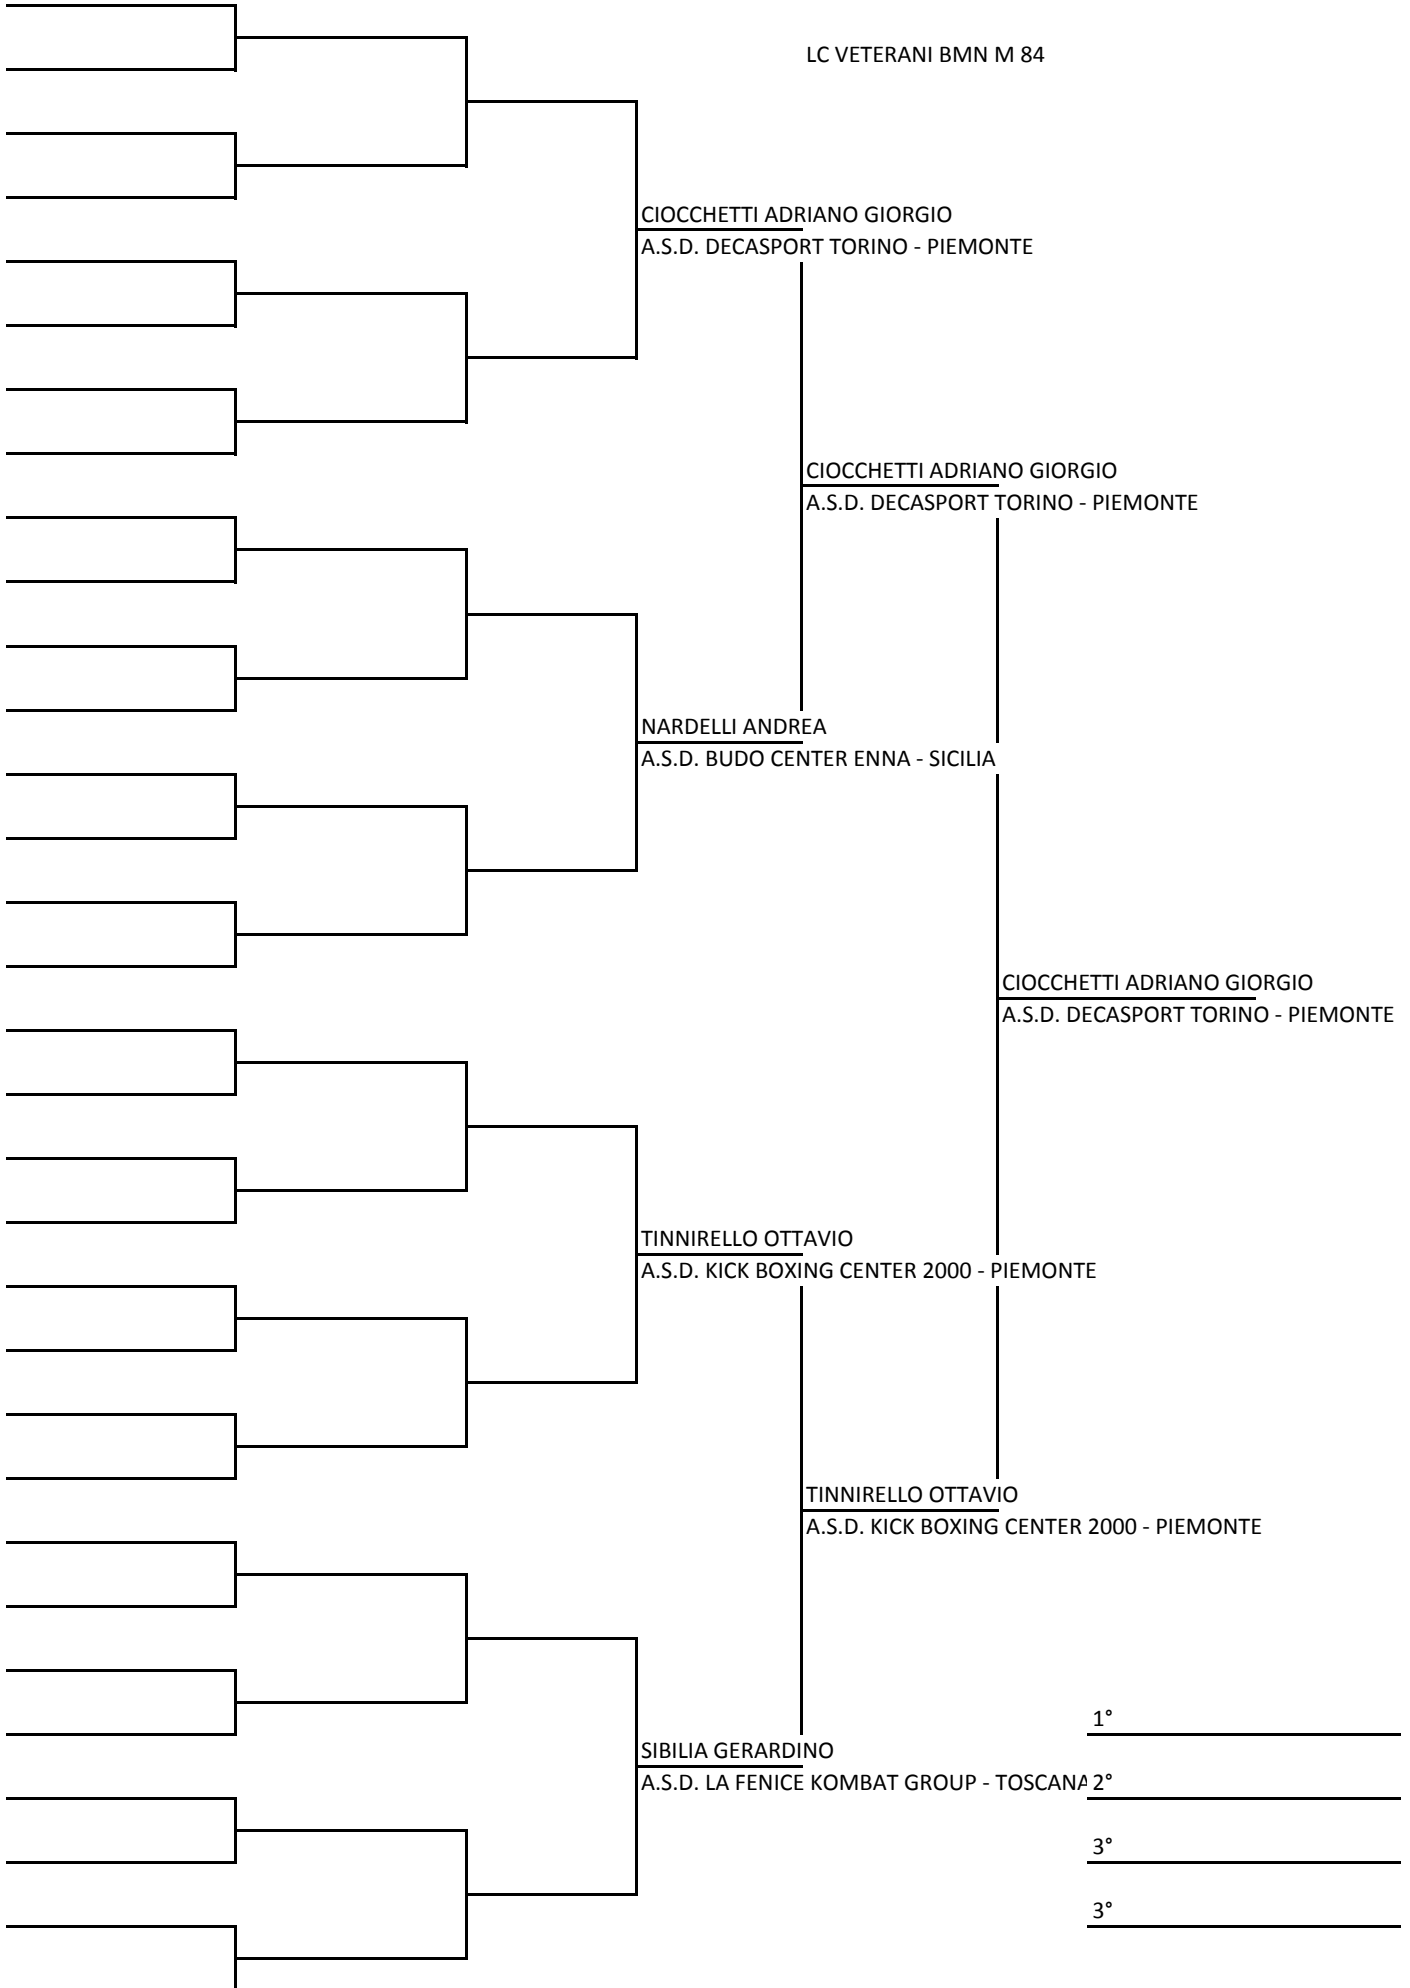 LC VETERANI BMN M 84
CIOCCHETTI ADRIANO GIORGIO
A.S.D. DECASPORT TORINO - PIEMONTE
CIOCCHETTI ADRIANO GIORGIO
A.S.D. DECASPORT TORINO - PIEMONTE
NARDELLI ANDREA
A.S.D. BUDO CENTER ENNA - SICILIA
CIOCCHETTI ADRIANO GIORGIO
A.S.D. DECASPORT TORINO - PIEMONTE
TINNIRELLO OTTAVIO
A.S.D. KICK BOXING CENTER 2000 - PIEMONTE
TINNIRELLO OTTAVIO
A.S.D. KICK BOXING CENTER 2000 - PIEMONTE
1°
SIBILIA GERARDINO
A.S.D. LA FENICE KOMBAT GROUP - TOSCANA
2°
3°
3°